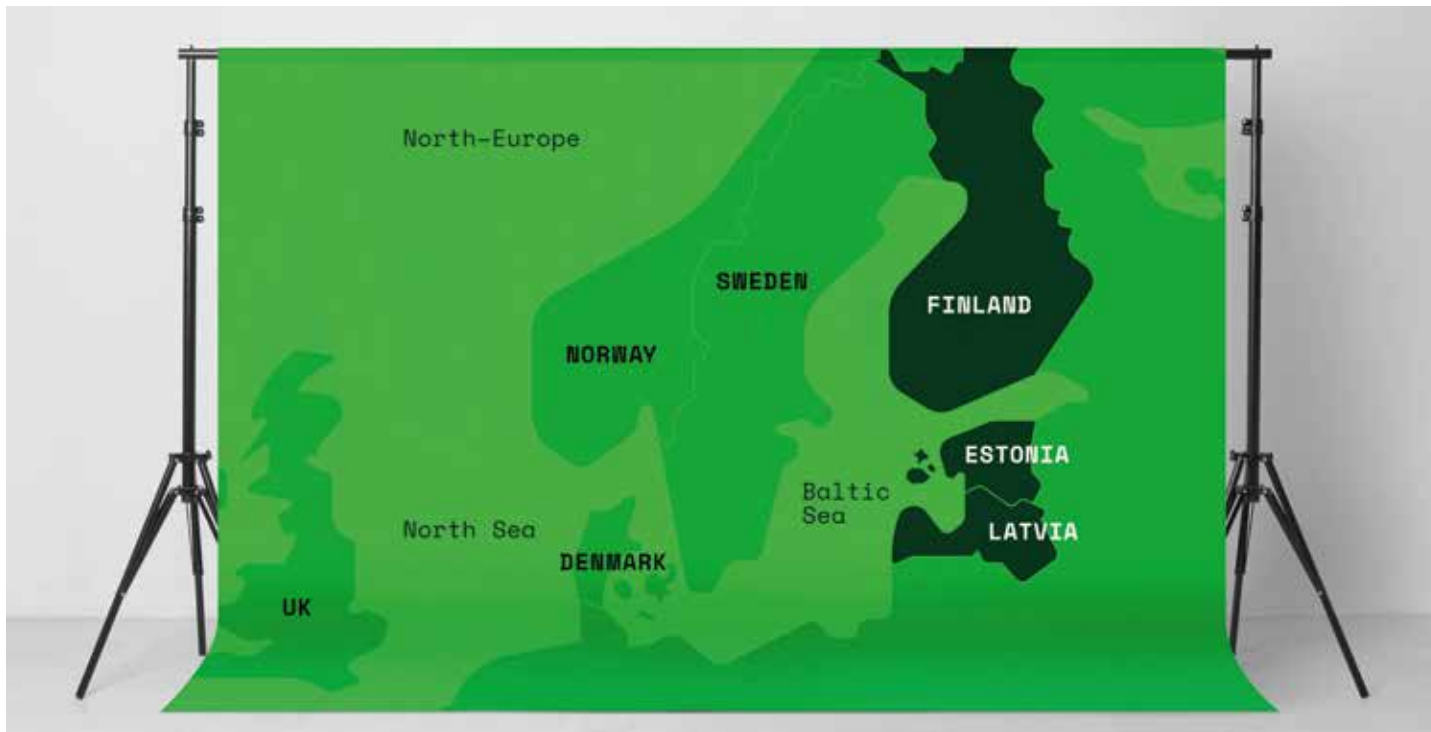 North-Europe
SWEDEN
FINLAND
NORWAY
ESTONIA
Baltic
Sea
North Sea
LATVIA
DENMARK
UK